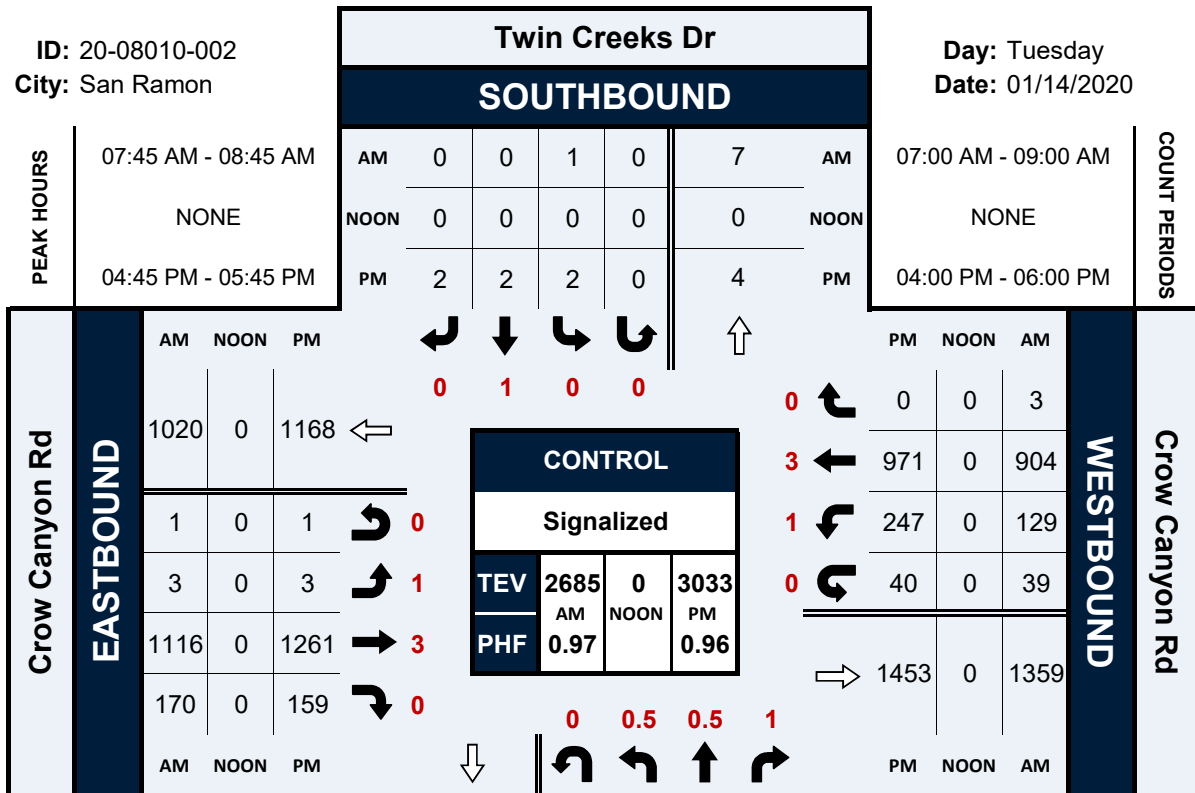 ID: 20-08010-002
City: San Ramon
Twin Creeks Dr
SOUTHBOUND
Day: Tuesday
Date: 01/14/2020
PEAK HOURS
07:45 AM - 08:45 AM
NONE
04:45 PM - 05:45 PM
AM 0 0 1 0 7 AM
NOON 0 0 0 0 0 NOON
PM 2 2 2 0 4 PM
07:00 AM - 09:00 AM
NONE
04:00 PM - 06:00 PM
COUNT PERIODS
0 1 0 0
Crow Canyon Rd
EASTBOUND
AM NOON PM
1020 0 1168
1 0 1 0
3 0 3 1
1116 0 1261 3
170 0 159 0
AM NOON PM
CONTROL
Signalized
TEV 2685 0 3033
AM NOON PM
PHF 0.97 0.96
PM NOON AM
0 0 0 3
3 971 0 904
1 247 0 129
0 40 0 39
1453 0 1359
PM NOON AM
WESTBOUND
Crow Canyon Rd
0 0.5 0.5 1